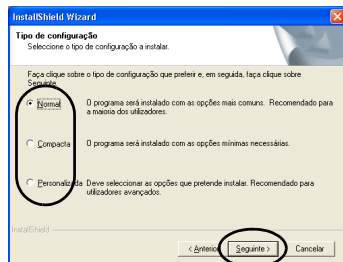 InstallShield Wizard
Tipo de configuração
Seleccione o tipo de configuração a instalar.
Faça clique sobre o tipo de configuração que preferir e, em seguida, faça clique sobre
Seguinte.
Normal O programa será instalado com as opções mais comuns. Recomendado para
a maioria dos utilizadores.
Compacta O programa será instalado com as opções mínimas necessárias.
Personalizada Deve seleccionar as opções que pretende instalar. Recomendado para
utilizadores avançados.
InstallShield
< Anterior Seguinte > Cancelar